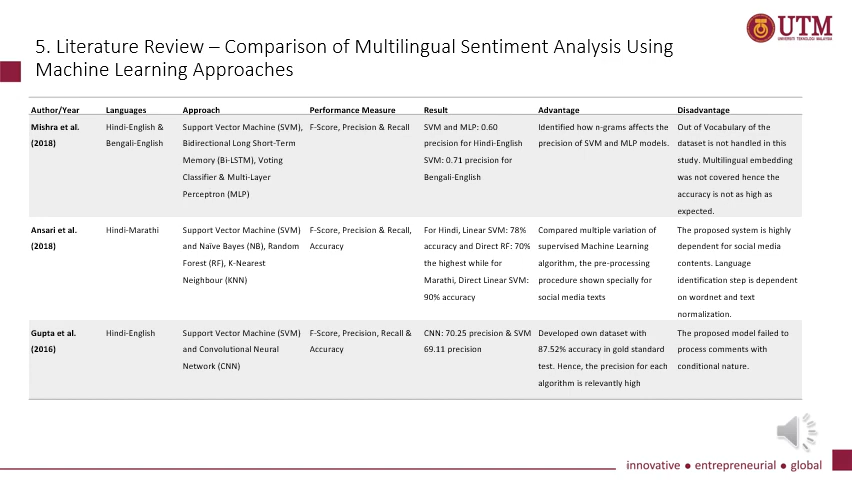 UTM
UNIVERSITI TEKNOLOGI MALAYSIA
5. Literature Review – Comparison of Multilingual Sentiment Analysis Using
Machine Learning Approaches
Author/Year Languages Approach Performance Measure Result Advantage Disadvantage
Mishra et al.
(2018)
Hindi-English &
Bengali-English
Support Vector Machine (SVM),
Bidirectional Long Short-Term
Memory (Bi-LSTM), Voting
Classifier & Multi-Layer
Perceptron (MLP)
F-Score, Precision & Recall
SVM and MLP: 0.60
precision for Hindi-English
SVM: 0.71 precision for
Bengali-English
Identified how n-grams affects the
precision of SVM and MLP models.
Out of Vocabulary of the
dataset is not handled in this
study. Multilingual embedding
was not covered hence the
accuracy is not as high as
expected.
Ansari et al.
(2018)
Hindi-Marathi
Support Vector Machine (SVM)
and Naïve Bayes (NB), Random
Forest (RF), K-Nearest
Neighbour (KNN)
F-Score, Precision & Recall,
Accuracy
For Hindi, Linear SVM: 78%
accuracy and Direct RF: 70%
the highest while for
Marathi, Direct Linear SVM:
90% accuracy
Compared multiple variation of
supervised Machine Learning
algorithm, the pre-processing
procedure shown specially for
social media texts
The proposed system is highly
dependent for social media
contents. Language
identification step is dependent
on wordnet and text
normalization.
Gupta et al.
(2016)
Hindi-English
Support Vector Machine (SVM)
and Convolutional Neural
Network (CNN)
F-Score, Precision, Recall &
Accuracy
CNN: 70.25 precision & SVM
69.11 precision
Developed own dataset with
87.52% accuracy in gold standard
test. Hence, the precision for each
algorithm is relevantly high
The proposed model failed to
process comments with
conditional nature.
innovative ● entrepreneurial ● global